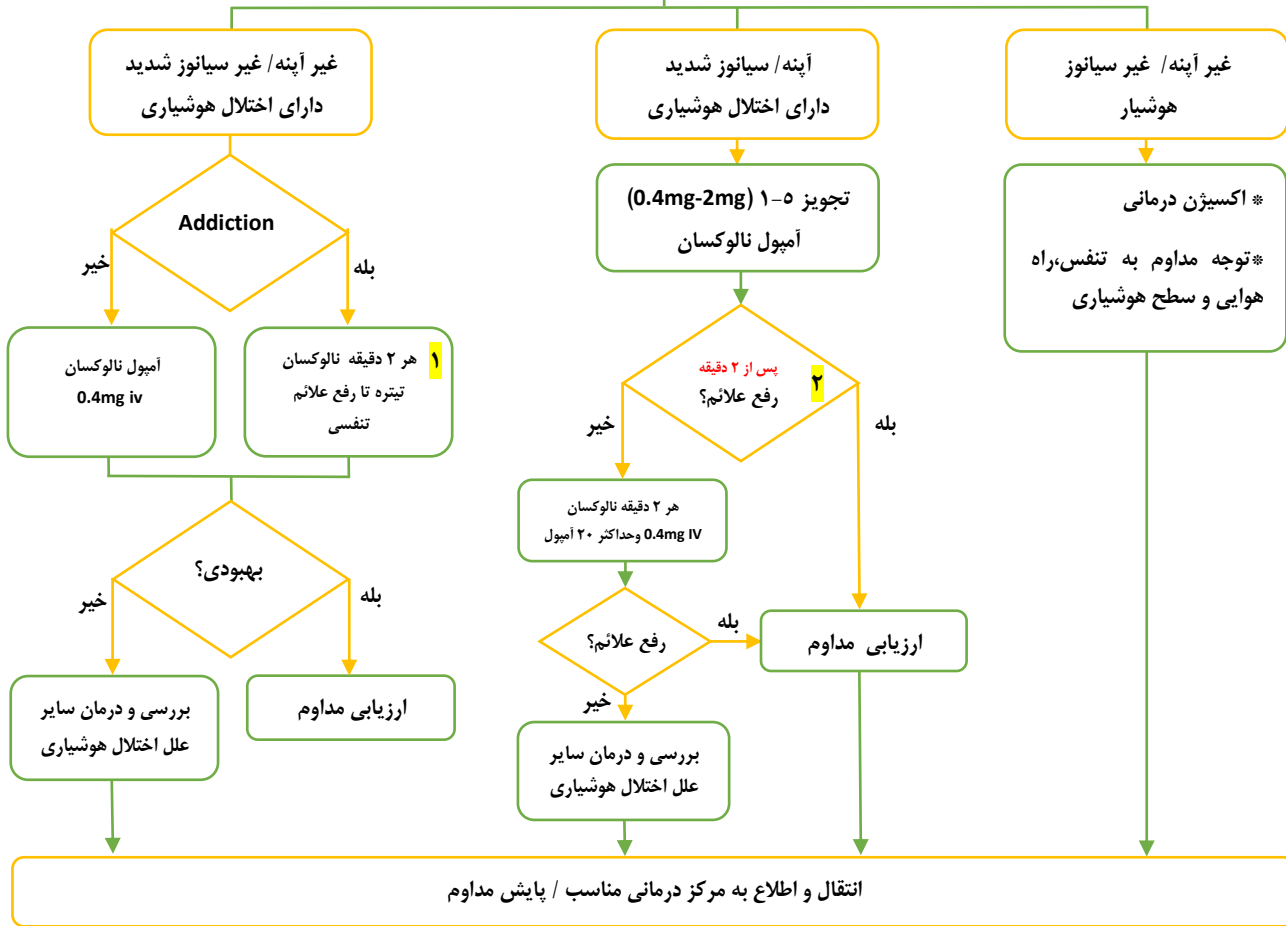 غیر آپنه/ غیر سیانوز
هوشیار
* اکسیژن درمانی
*توجه مداوم به تنفس،راه
هوایی و سطح هوشیاری
آپنه/ سیانوز شدید
دارای اختلال هوشیاری
تجویز ۵–۱ (0.4mg-2mg)
آمپول نالوکسان
پس از ۲ دقیقه
۲
رفع علائم؟
بله
خیر
هر ۲ دقیقه نالوکسان
0.4mg IV وحداکثر ۲۰ آمپول
رفع علائم؟
بله
خیر
ارزیابی مداوم
بررسی و درمان سایر
علل اختلال هوشیاری
غیر آپنه/ غیر سیانوز شدید
دارای اختلال هوشیاری
Addiction
بله
خیر
۱
هر ۲ دقیقه نالوکسان
تیتره تا رفع علائم
تنفسی
آمپول نالوکسان
0.4mg iv
بهبودی؟
بله
خیر
ارزیابی مداوم
بررسی و درمان سایر
علل اختلال هوشیاری
انتقال و اطلاع به مرکز درمانی مناسب / پایش مداوم